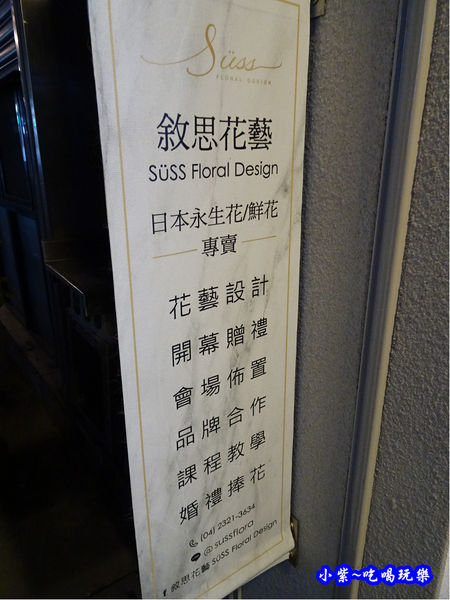 Süss
FLORAL DESIGN
敘思花藝
SüSS Floral Design
日本永生花/鮮花
專賣
花藝設計
開幕贈禮
會場佈置
品牌合作
課程教學
婚禮捧花
(04) 2321-3634
@sussflora
敘思花藝 SüSS Floral Design
小紫~吃喝玩樂